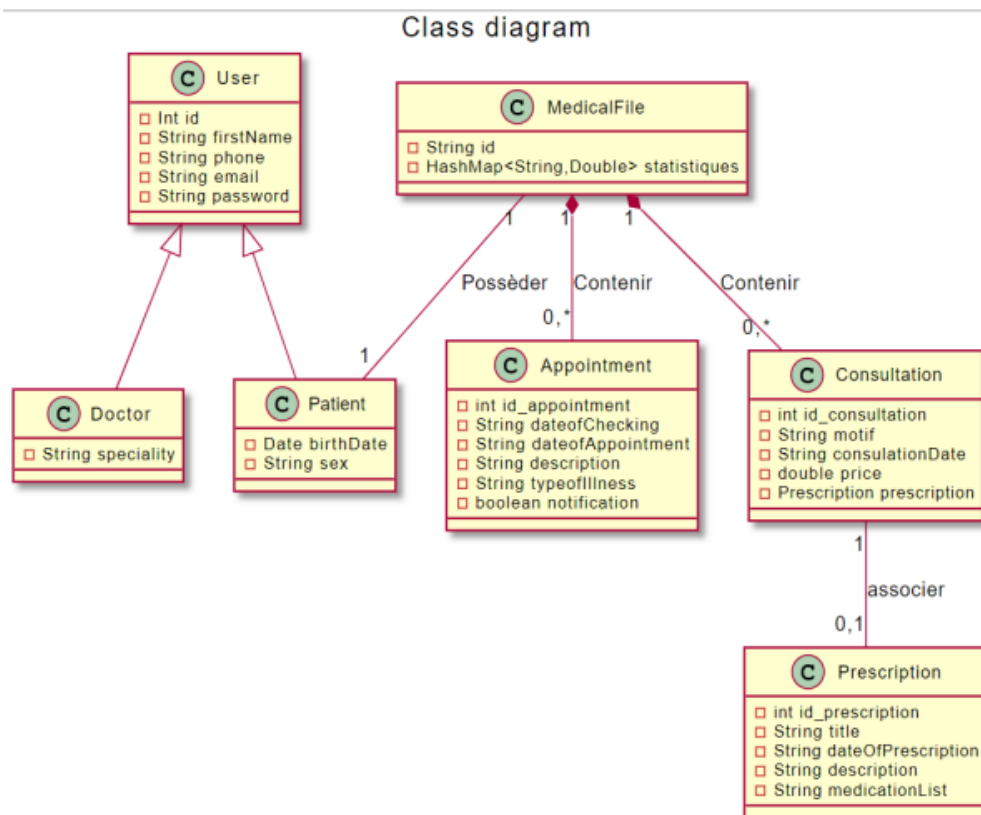 Class diagram
C User
Int id
String firstName
String phone
String email
String password
C MedicalFile
String id
HashMap<String,Double> statistiques
1
1
1
Possèder
Contenir
Contenir
1
0,*
0,*
C Doctor
String speciality
C Patient
Date birthDate
String sex
C Appointment
int id_appointment
String dateofChecking
String dateofAppointment
String description
String typeofIllness
boolean notification
C Consultation
int id_consultation
String motif
String consulationDate
double price
Prescription prescription
1
associer
0,1
C Prescription
int id_prescription
String title
String dateOfPrescription
String description
String medicationList